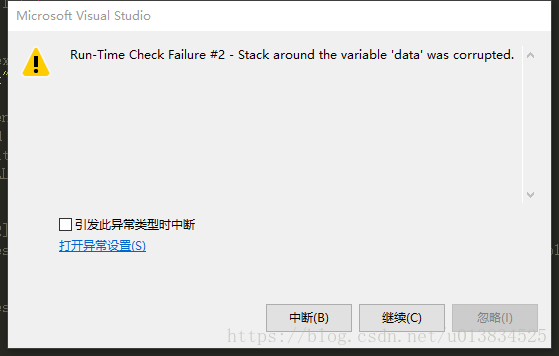 Microsoft Visual Studio
Run-Time Check Failure #2 - Stack around the variable 'data' was corrupted.
引发此异常类型时中断
打开异常设置(S)
中断(B)
继续(C)
忽略(I)
https://blog.csdn.net/u013834525